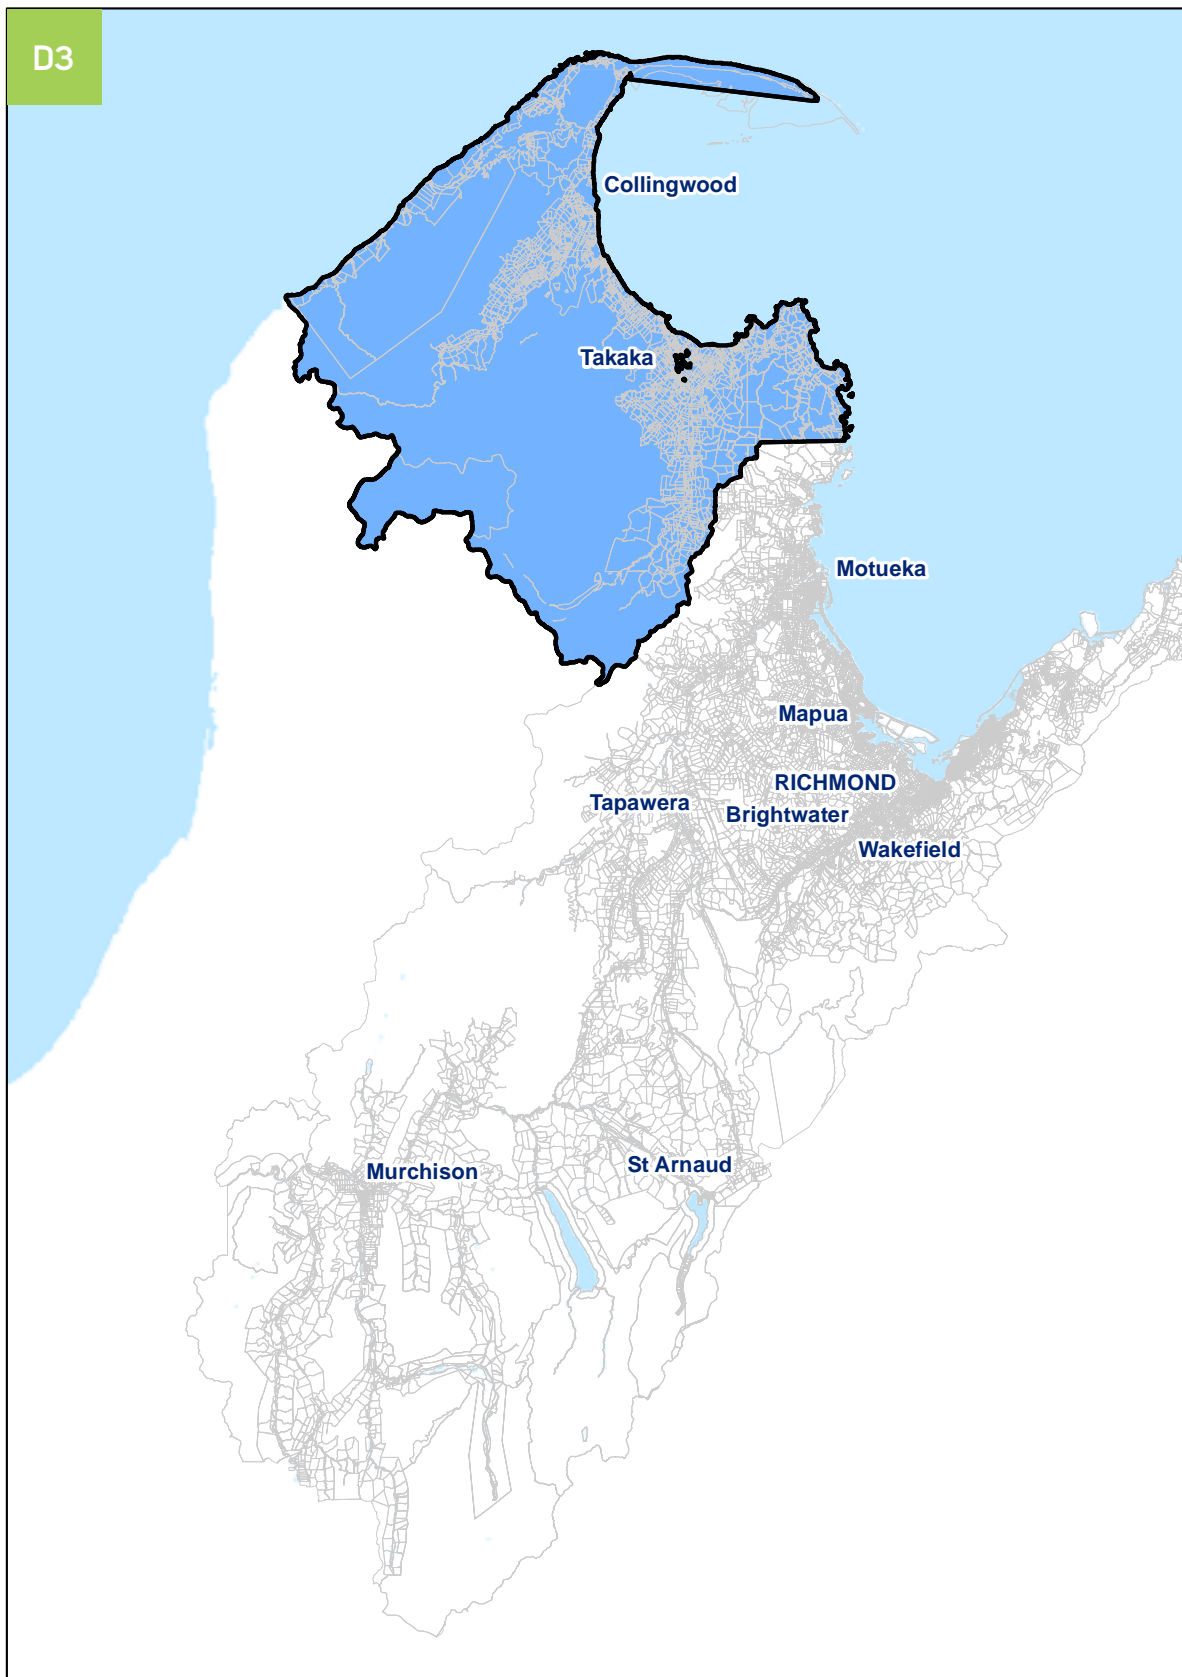 D3
Collingwood
Takaka
Motueka
Mapua
RICHMOND
Tapawera
Brightwater
Wakefield
Murchison
St Arnaud